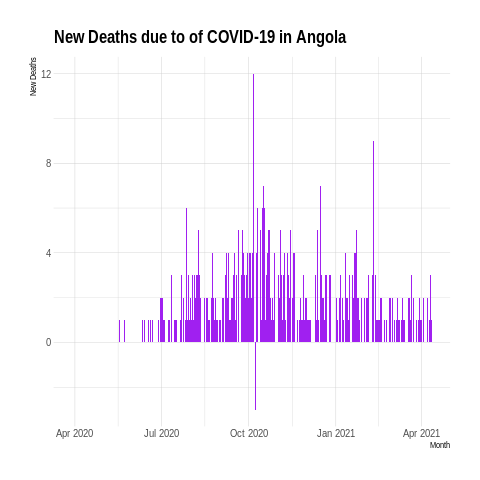 New Deaths due to of COVID-19 in Angola
New Deaths
12
8
4
0
Apr 2020 Jul 2020 Oct 2020 Jan 2021 Apr 2021
Month